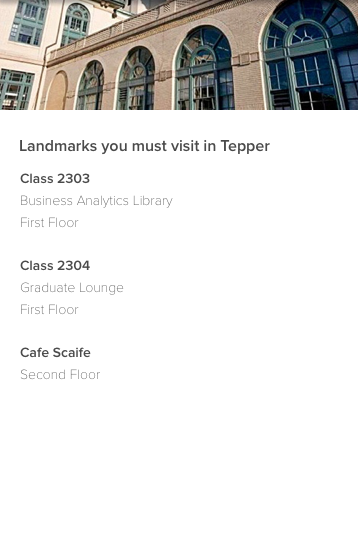 Landmarks you must visit in Tepper
Class 2303
Business Analytics Library
First Floor
Class 2304
Graduate Lounge
First Floor
Cafe Scaife
Second Floor